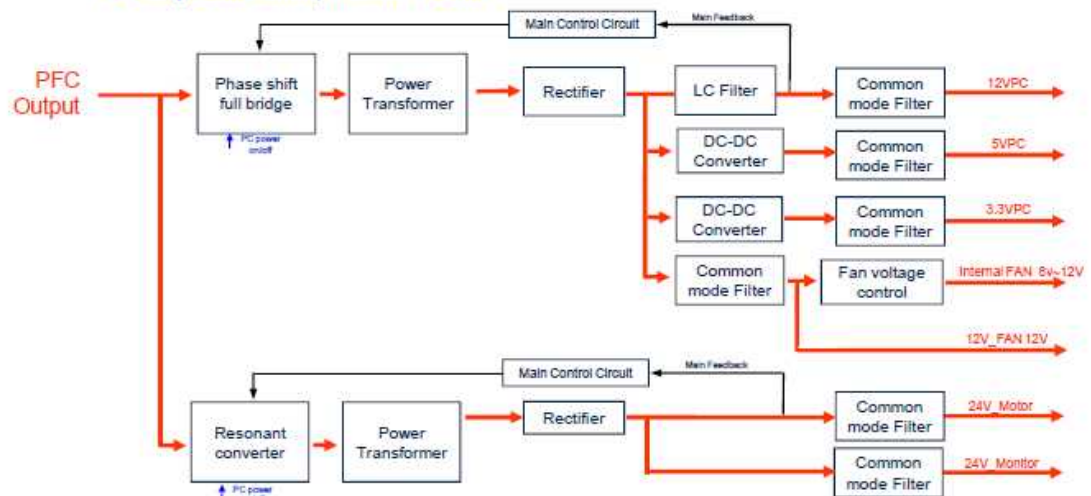 Main Control Circuit
Main Feedback
PFC
Output
Phase shift
full bridge
PC power
on/off
Power
Transformer
Rectifier
LC Filter
Common
mode Filter
12VPC
DC-DC
Converter
Common
mode Filter
5VPC
DC-DC
Converter
Common
mode Filter
3.3VPC
Common
mode Filter
Fan voltage
control
Internal FAN 8v~12V
12V_FAN 12V
Main Control Circuit
Main Feedback
Resonant
converter
PC power
Power
Transformer
Rectifier
Common
mode Filter
24V_Motor
Common
mode Filter
24V_Monitor